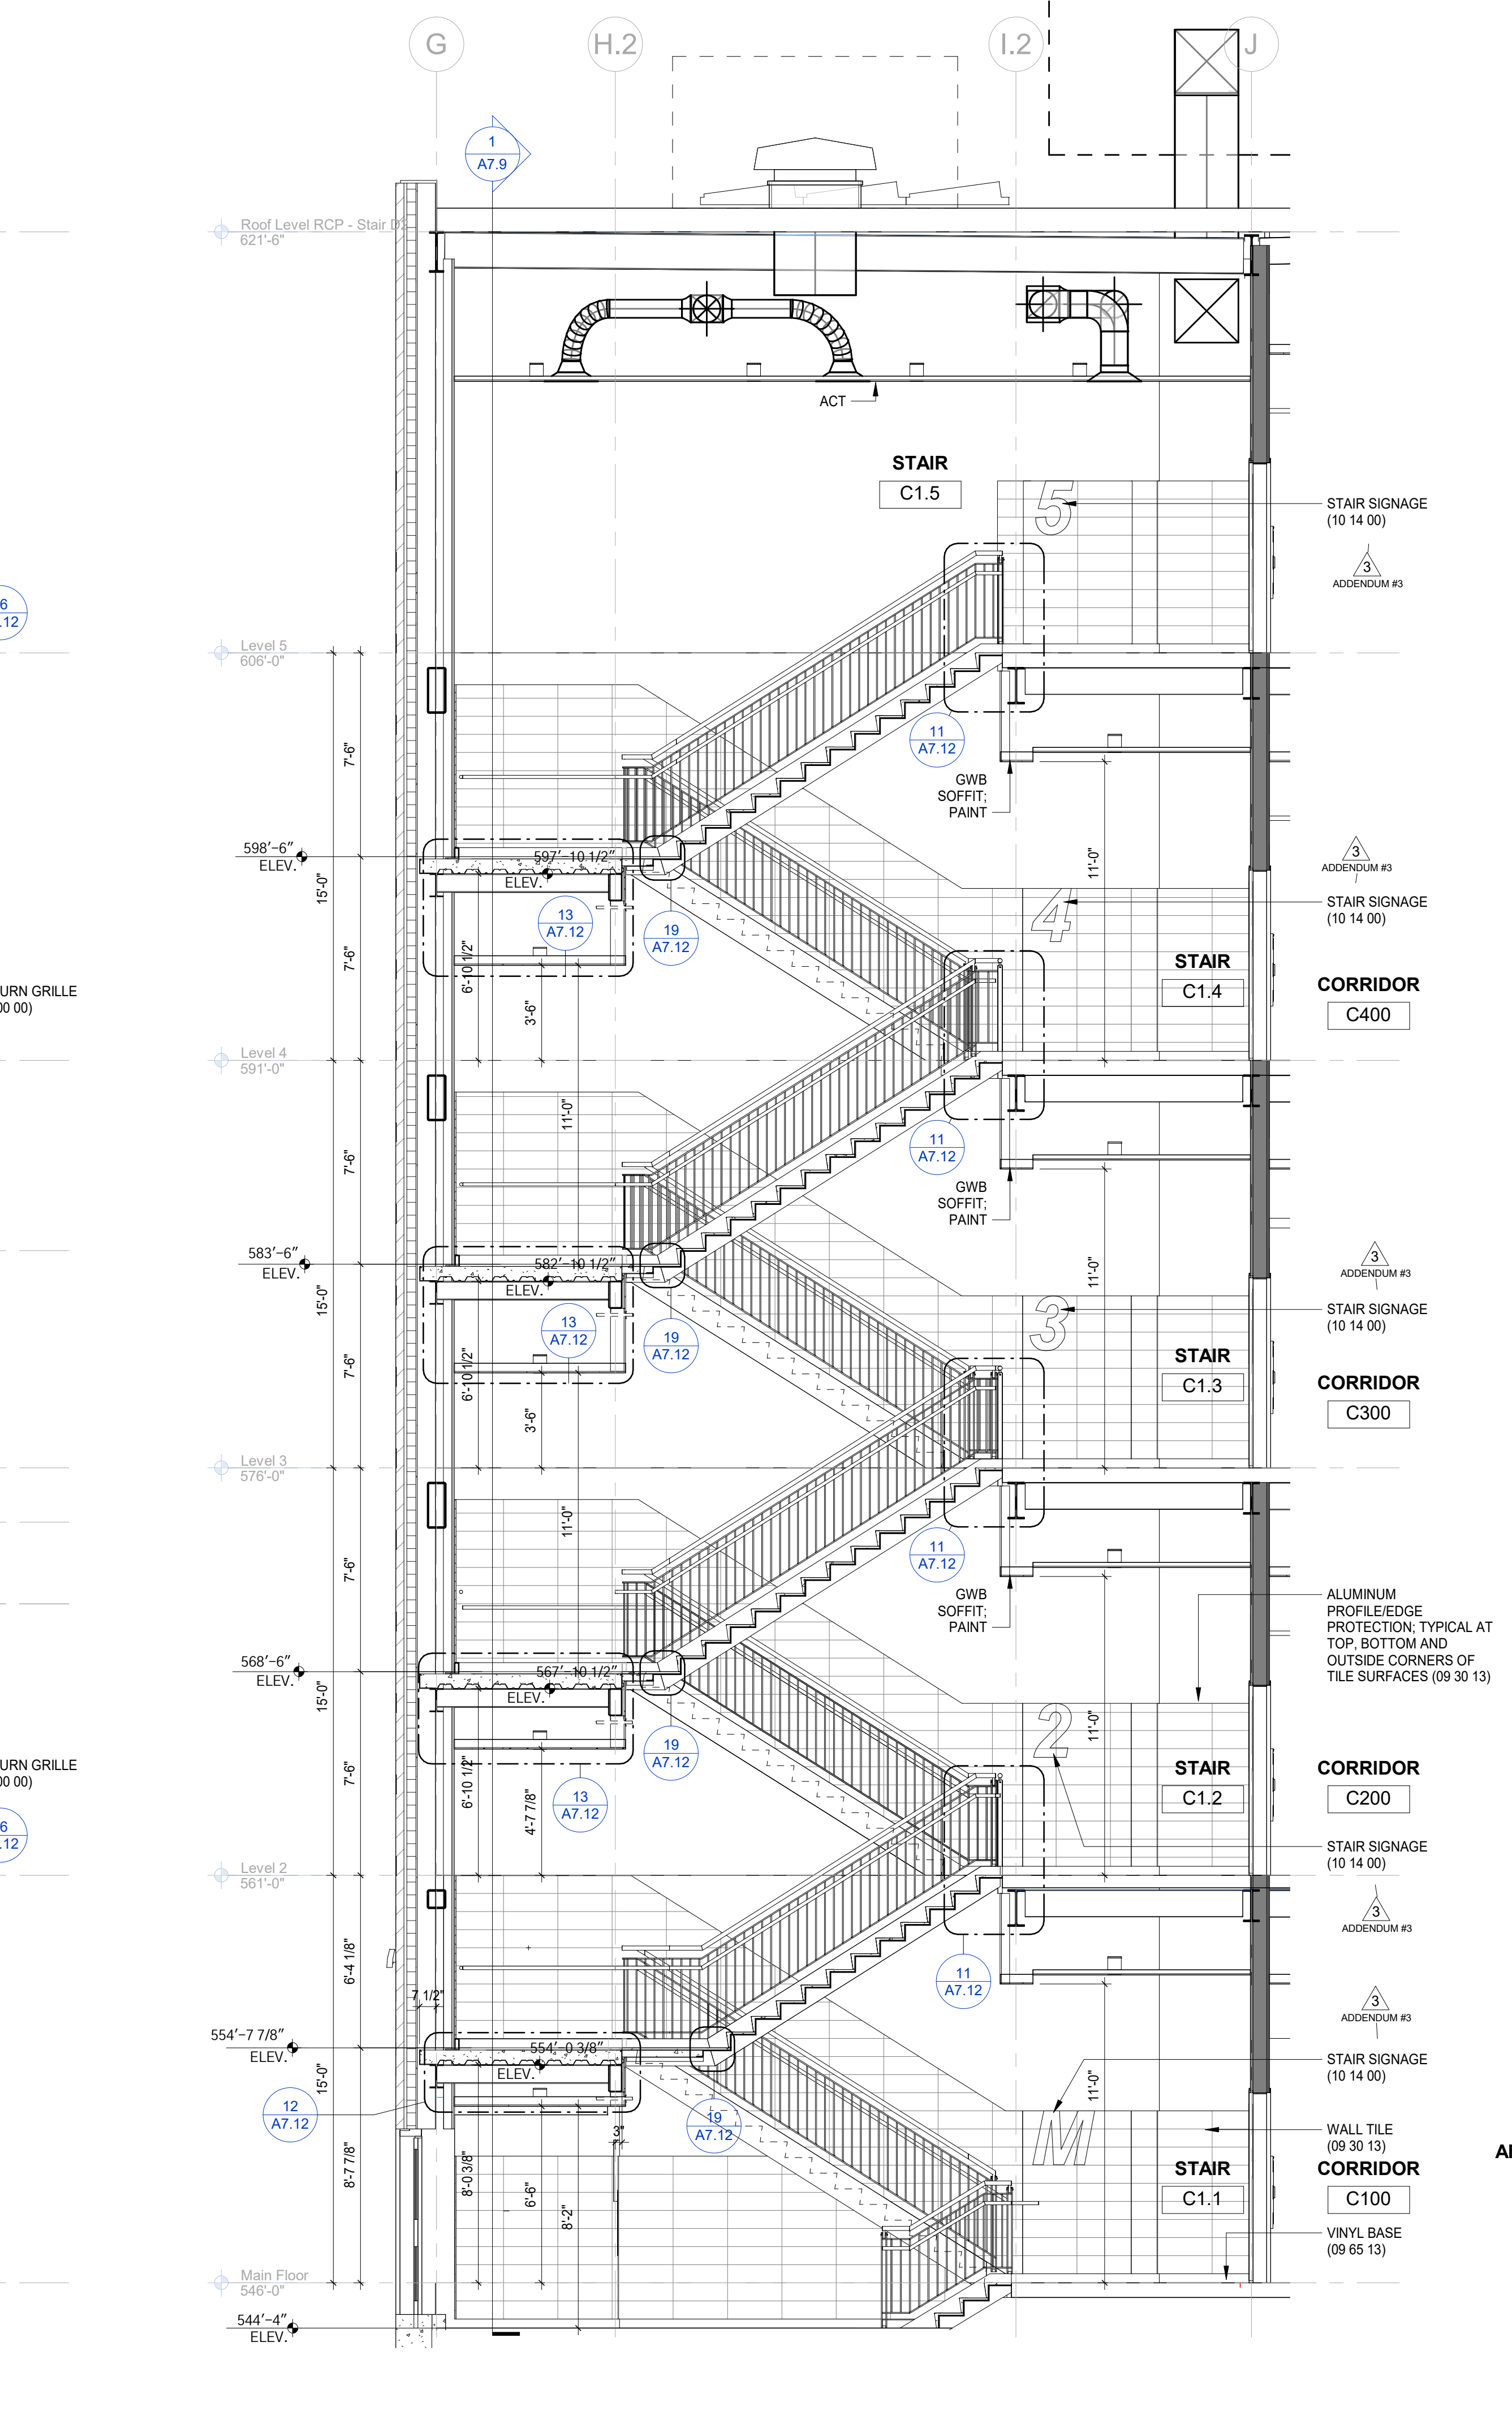 G
H.2
I.2
J
1
A7.9
Roof Level RCP - Stair D2
621'-6"
ACT
STAIR
C1.5
5
STAIR SIGNAGE
(10 14 00)
3
ADDENDUM #3
6
.12
Level 5
606'-0"
7'-6"
11
A7.12
GWB
SOFFIT;
PAINT
598'-6"
ELEV.
597'-10 1/2"
ELEV.
15'-0"
11'-0"
3
ADDENDUM #3
4
STAIR SIGNAGE
(10 14 00)
13
A7.12
19
A7.12
7'-6"
6'-10 1/2"
3'-6"
STAIR
C1.4
CORRIDOR
C400
URN GRILLE
00 00)
Level 4
591'-0"
11'-0"
7'-6"
11
A7.12
GWB
SOFFIT;
PAINT
583'-6"
ELEV.
582'-10 1/2"
ELEV.
15'-0"
11'-0"
3
ADDENDUM #3
3
STAIR SIGNAGE
(10 14 00)
13
A7.12
19
A7.12
7'-6"
6'-10 1/2"
3'-6"
STAIR
C1.3
CORRIDOR
C300
Level 3
576'-0"
11'-0"
7'-6"
11
A7.12
GWB
SOFFIT;
PAINT
ALUMINUM
PROFILE/EDGE
PROTECTION; TYPICAL AT
TOP, BOTTOM AND
OUTSIDE CORNERS OF
TILE SURFACES (09 30 13)
568'-6"
ELEV.
567'-10 1/2"
ELEV.
15'-0"
11'-0"
2
19
A7.12
13
A7.12
7'-6"
6'-10 1/2"
4'-7 7/8"
STAIR
C1.2
CORRIDOR
C200
URN GRILLE
00 00)
6
.12
STAIR SIGNAGE
(10 14 00)
Level 2
561'-0"
3
ADDENDUM #3
6'-4 1/8"
11
A7.12
7 1/2"
3
ADDENDUM #3
554'-7 7/8"
ELEV.
554'-0 3/8"
ELEV.
15'-0"
11'-0"
STAIR SIGNAGE
(10 14 00)
12
A7.12
19
A7.12
3"
M
WALL TILE
(09 30 13)
8'-7 7/8"
8'-0 3/8"
6'-6"
8'-2"
STAIR
C1.1
CORRIDOR
C100
VINYL BASE
(09 65 13)
Main Floor
546'-0"
544'-4"
ELEV.